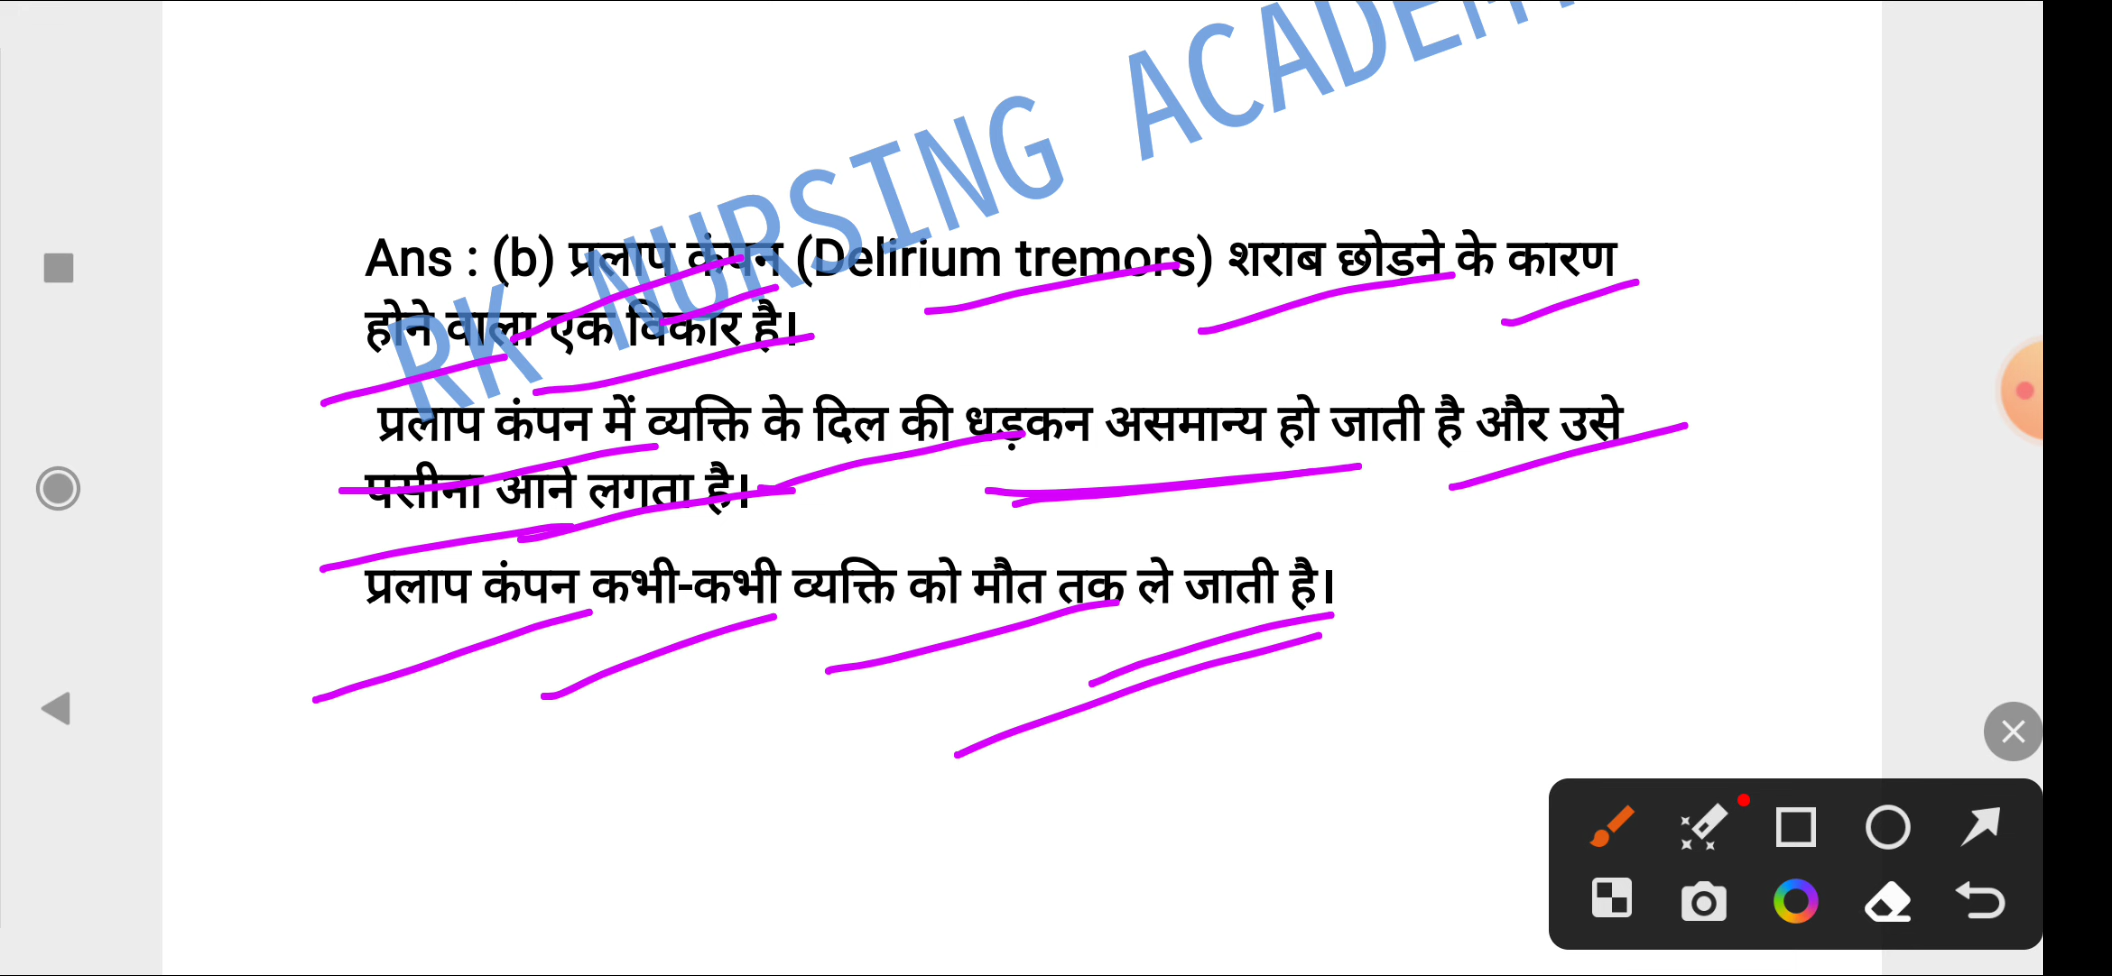 RK NURSING ACADEMY
Ans : (b) प्रलाप कंपन (Delirium tremors) शराब छोडने के कारण
होने वाला एक विकार है।
प्रलाप कंपन में व्यक्ति के दिल की धड़कन असमान्य हो जाती है और उसे
पसीना आने लगता है।
प्रलाप कंपन कभी-कभी व्यक्ति को मौत तक ले जाती है।